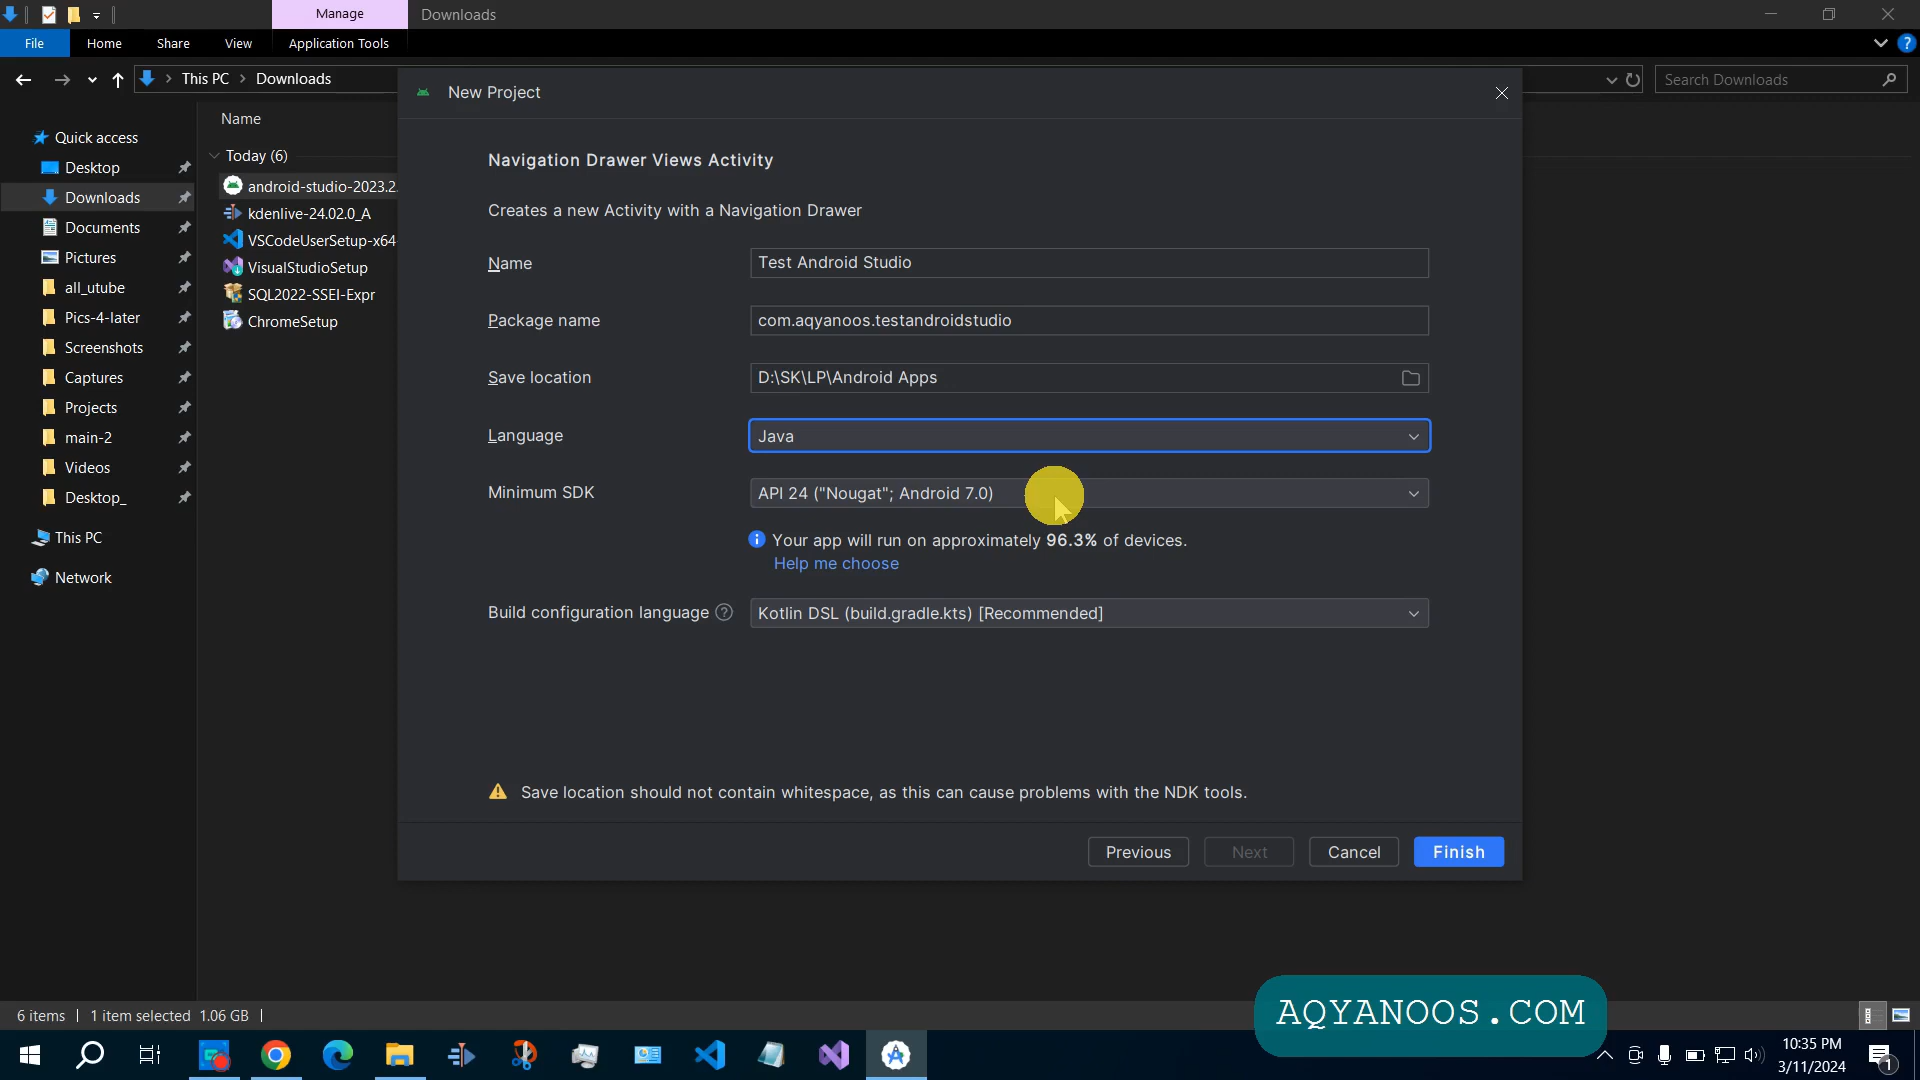 Manage
Downloads
File
Home
Share
View
Application Tools
?
This PC
Downloads
Search Downloads
New Project
Name
Quick access
Desktop
Downloads
Documents
Pictures
all_utube
Pics-4-later
Screenshots
Captures
Projects
main-2
Videos
Desktop_
This PC
Network
Today (6)
android-studio-2023.2.
kdenlive-24.02.0_A
VSCodeUserSetup-x64-
VisualStudioSetup
SQL2022-SSEI-Expr
ChromeSetup
Navigation Drawer Views Activity
Creates a new Activity with a Navigation Drawer
Name
Test Android Studio
Package name
com.aqyanoos.testandroidstudio
Save location
D:\SK\LP\Android Apps
Language
Java
Minimum SDK
API 24 ("Nougat"; Android 7.0)
Your app will run on approximately 96.3% of devices.
Help me choose
Build configuration language ?
Kotlin DSL (build.gradle.kts) [Recommended]
Save location should not contain whitespace, as this can cause problems with the NDK tools.
Previous
Next
Cancel
Finish
6 items
1 item selected 1.06 GB
AQYANOOS.COM
10:35 PM
3/11/2024
1